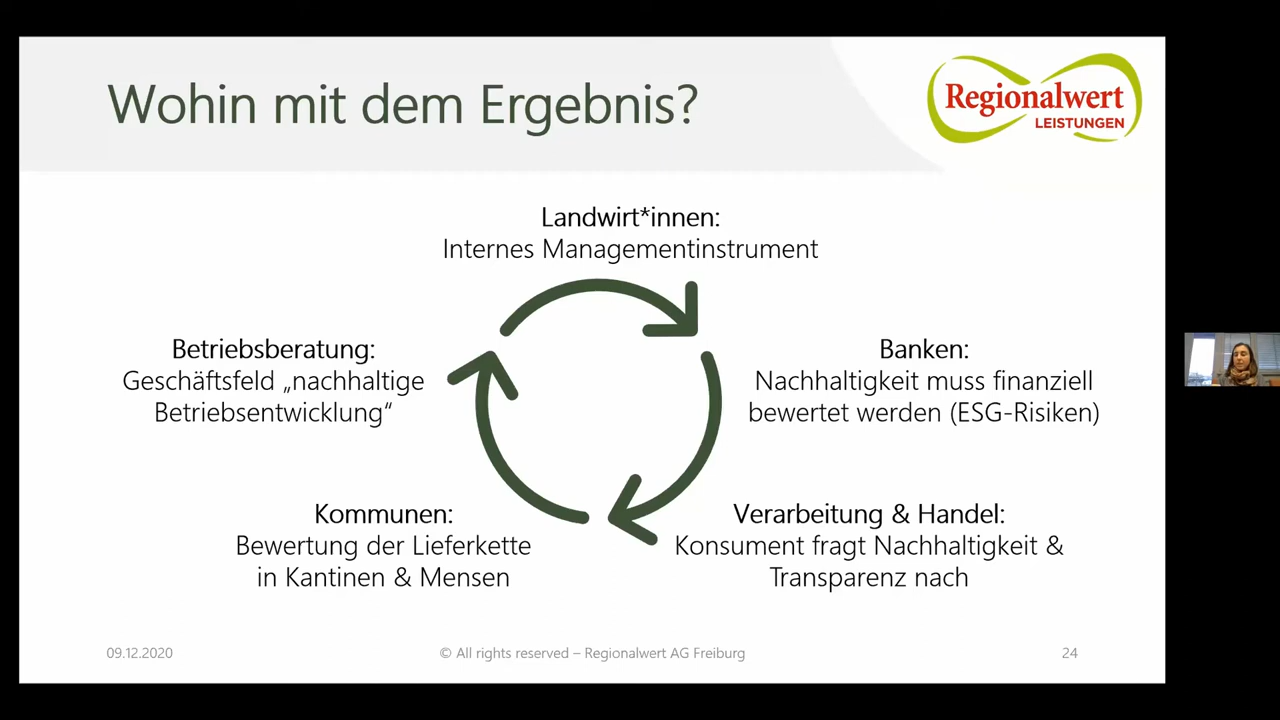 Wohin mit dem Ergebnis?
Regionalwert
LEISTUNGEN
Landwirt*innen:
Internes Managementinstrument
Betriebsberatung:
Geschäftsfeld „nachhaltige
Betriebsentwicklung“
Banken:
Nachhaltigkeit muss finanziell
bewertet werden (ESG-Risiken)
Kommunen:
Bewertung der Lieferkette
in Kantinen & Mensen
Verarbeitung & Handel:
Konsument fragt Nachhaltigkeit &
Transparenz nach
09.12.2020
© All rights reserved – Regionalwert AG Freiburg
24